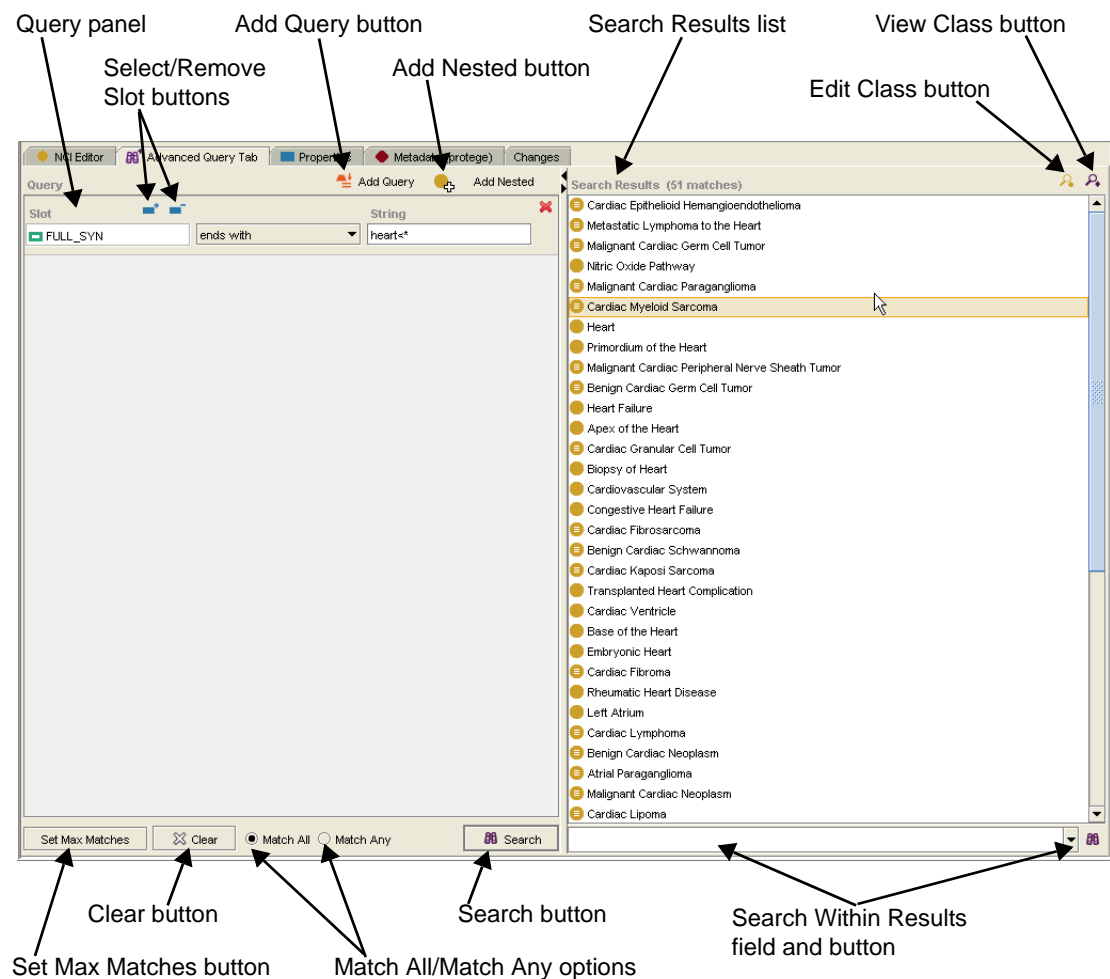 Query panel
Add Query button
Search Results list
View Class button
Select/Remove
Slot buttons
Add Nested button
Edit Class button
NCI Editor
Advanced Query Tab
Metadata(protege)
Changes
Query
Add Query
Add Nested
Search Results (51 matches)
Slot
String
FULL_SYN
ends with
heart<*
Cardiac Epithelioid Hemangioendothelioma
Metastatic Lymphoma to the Heart
Malignant Cardiac Germ Cell Tumor
Nitric Oxide Pathway
Malignant Cardiac Paraganglioma
Cardiac Myeloid Sarcoma
Heart
Primordium of the Heart
Malignant Cardiac Peripheral Nerve Sheath Tumor
Benign Cardiac Germ Cell Tumor
Heart Failure
Apex of the Heart
Cardiac Granular Cell Tumor
Biopsy of Heart
Cardiovascular System
Congestive Heart Failure
Cardiac Fibrosarcoma
Benign Cardiac Schwannoma
Cardiac Kaposi Sarcoma
Transplanted Heart Complication
Cardiac Ventricle
Base of the Heart
Embryonic Heart
Cardiac Fibroma
Rheumatic Heart Disease
Left Atrium
Cardiac Lymphoma
Benign Cardiac Neoplasm
Atrial Paraganglioma
Malignant Cardiac Neoplasm
Cardiac Lipoma
Set Max Matches
Clear
Match All
Match Any
Search
Clear button
Search button
Search Within Results
field and button
Set Max Matches button
Match All/Match Any options